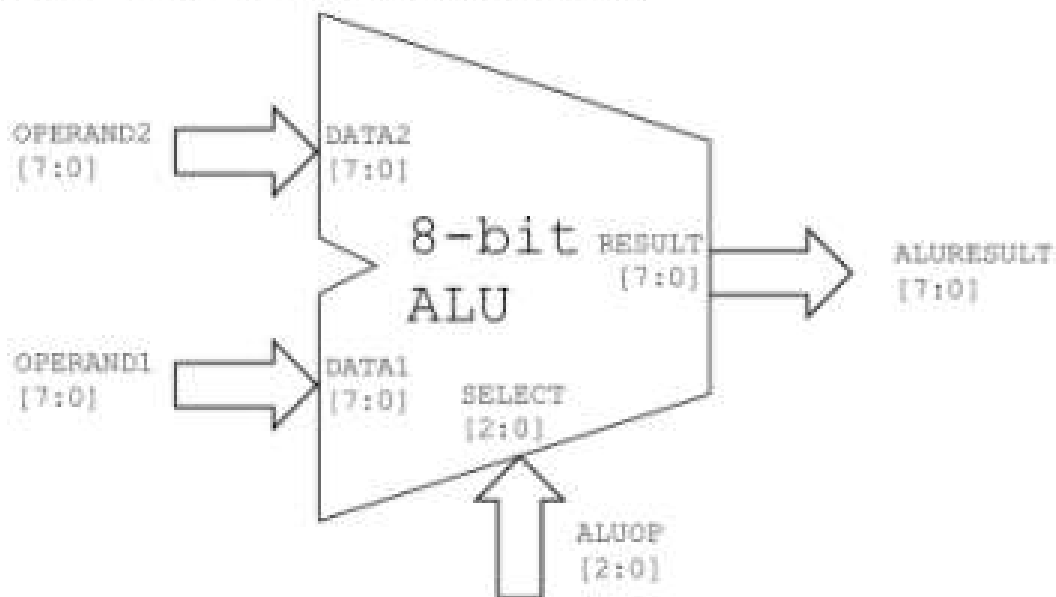 OPERAND2
[7:0]
DATA2
[7:0]
8-bit
ALU
RESULT
[7:0]
ALURESULT
[7:0]
OPERAND1
[7:0]
DATA1
[7:0]
SELECT
[2:0]
ALUOP
[2:0]